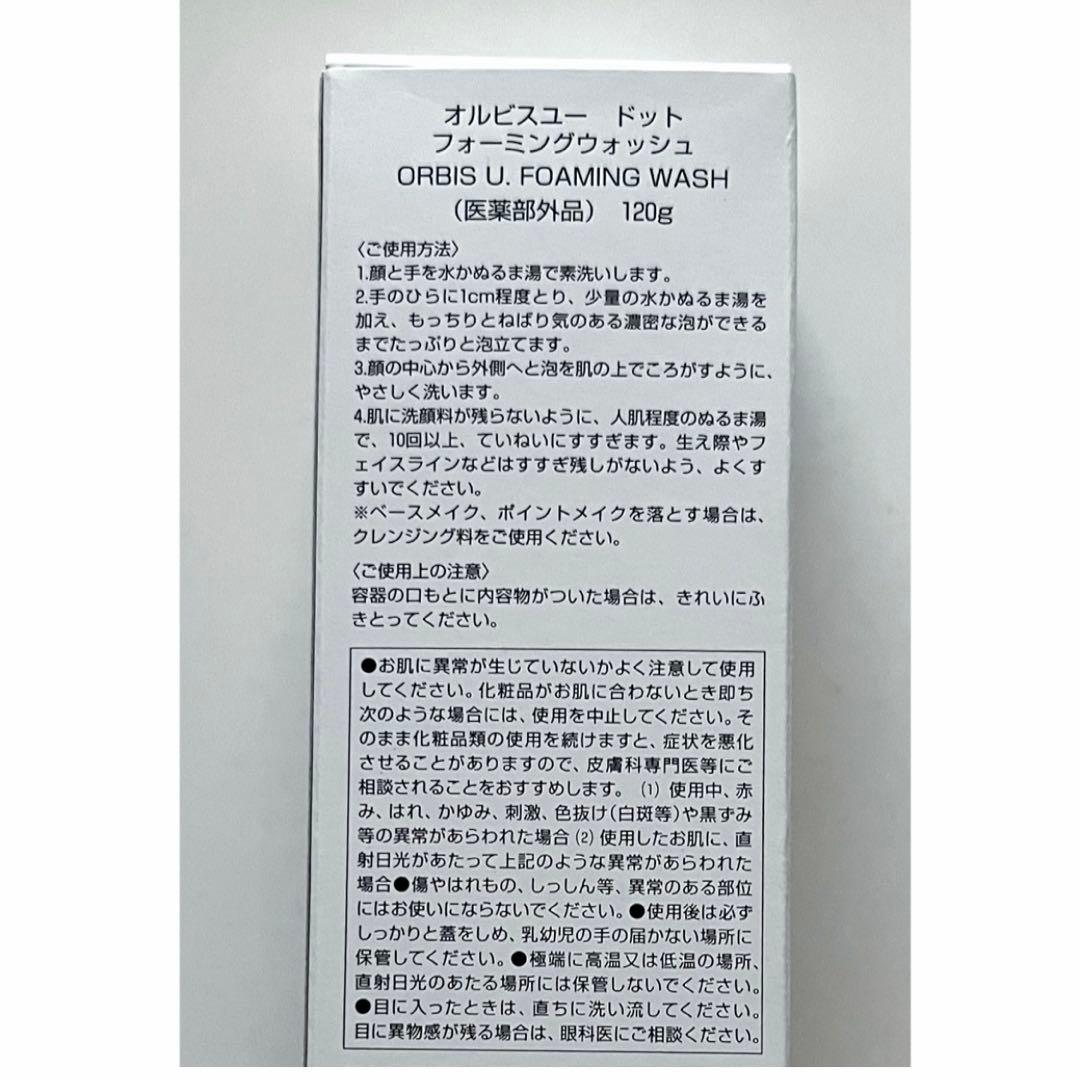 オルビスユー　ドット
フォーミングウォッシュ
ORBIS U. FOAMING WASH
（医薬部外品）　120g
〈ご使用方法〉
1.顔と手を水かぬるま湯で素洗いします。
2.手のひらに1cm程度とり、少量の水かぬるま湯を
加え、もっちりとねばり気のある濃密な泡ができる
までたっぷりと泡立てます。
3.顔の中心から外側へと泡を肌の上でころがすように、
やさしく洗います。
4.肌に洗顔料が残らないように、人肌程度のぬるま湯
で、10回以上、ていねいにすすぎます。生え際やフ
ェイスラインなどはすすぎ残しがないよう、よくす
すいでください。
※ベースメイク、ポイントメイクを落とす場合は、
クレンジング料をご使用ください。
〈ご使用上の注意〉
容器の口もとに内容物がついた場合は、きれいにふ
きとってください。
●お肌に異常が生じていないかよく注意して使用
してください。化粧品がお肌に合わないとき即ち
次のような場合には、使用を中止してください。そ
のまま化粧品類の使用を続けますと、症状を悪化
させることがありますので、皮膚科専門医等にご
相談されることをおすすめします。（1）使用中、赤
み、はれ、かゆみ、刺激、色抜け（白斑等）や黒ずみ
等の異常があらわれた場合（2）使用したお肌に、直
射日光があたって上記のような異常があらわれた
場合●傷やはれもの、しっしん等、異常のある部位
にはお使いにならないでください。●使用後は必ず
しっかりと蓋をしめ、乳幼児の手の届かない場所に
保管してください。●極端に高温又は低温の場所、
直射日光のあたる場所には保管しないでください。
●目に入ったときは、直ちに洗い流してください。
目に異物感が残る場合は、眼科医にご相談ください。